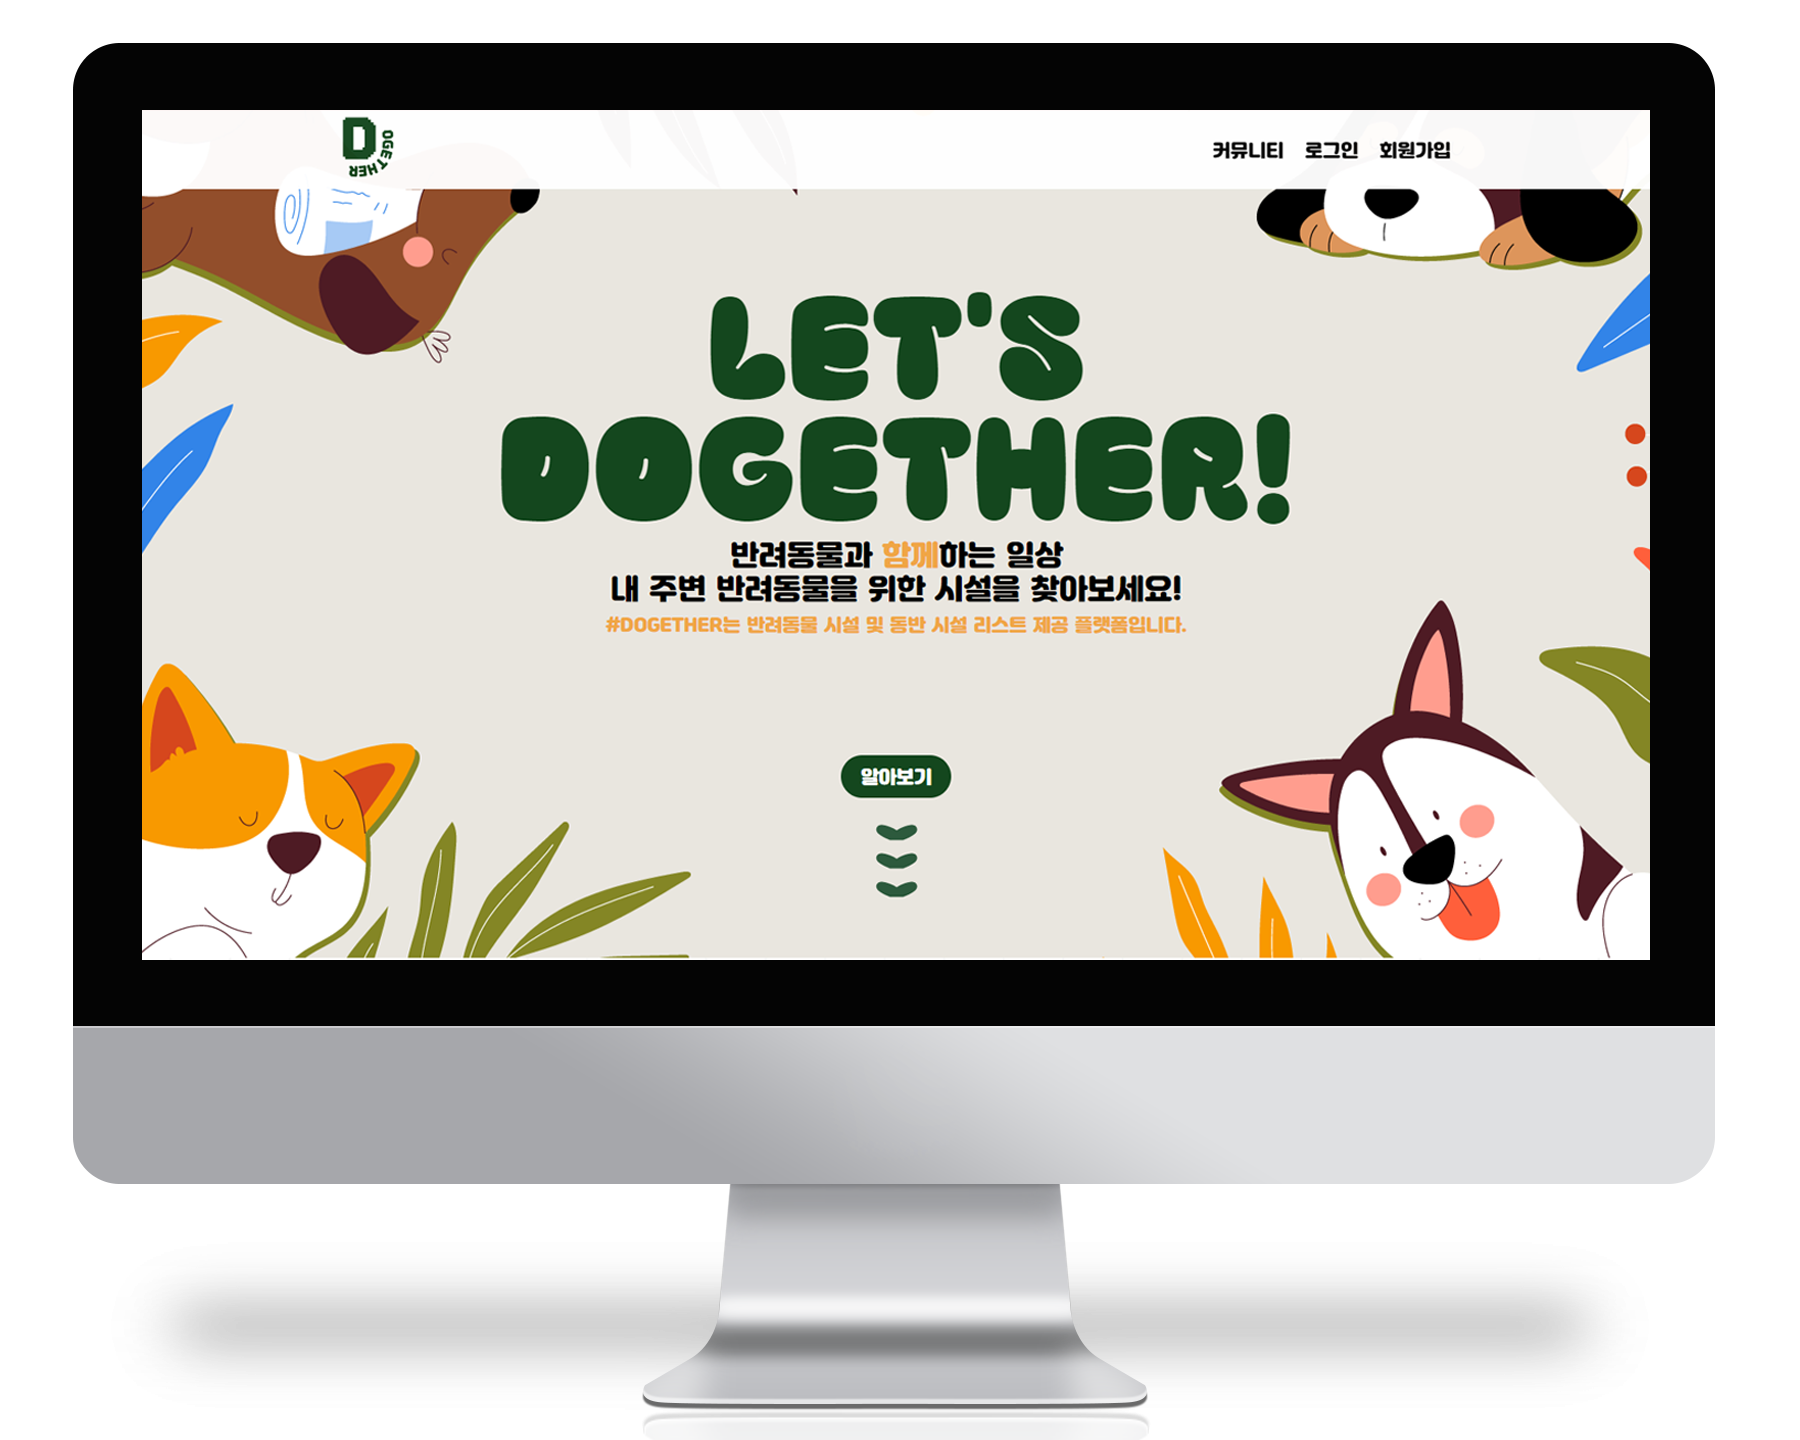 DOGETHER
커뮤니티 로그인 회원가입
LET'S
DOGETHER!
반려동물과 함께하는 일상
내 주변 반려동물을 위한 시설을 찾아보세요!
#DOGETHER는 반려동물 시설 및 동반 시설 리스트 제공 플랫폼입니다.
알아보기